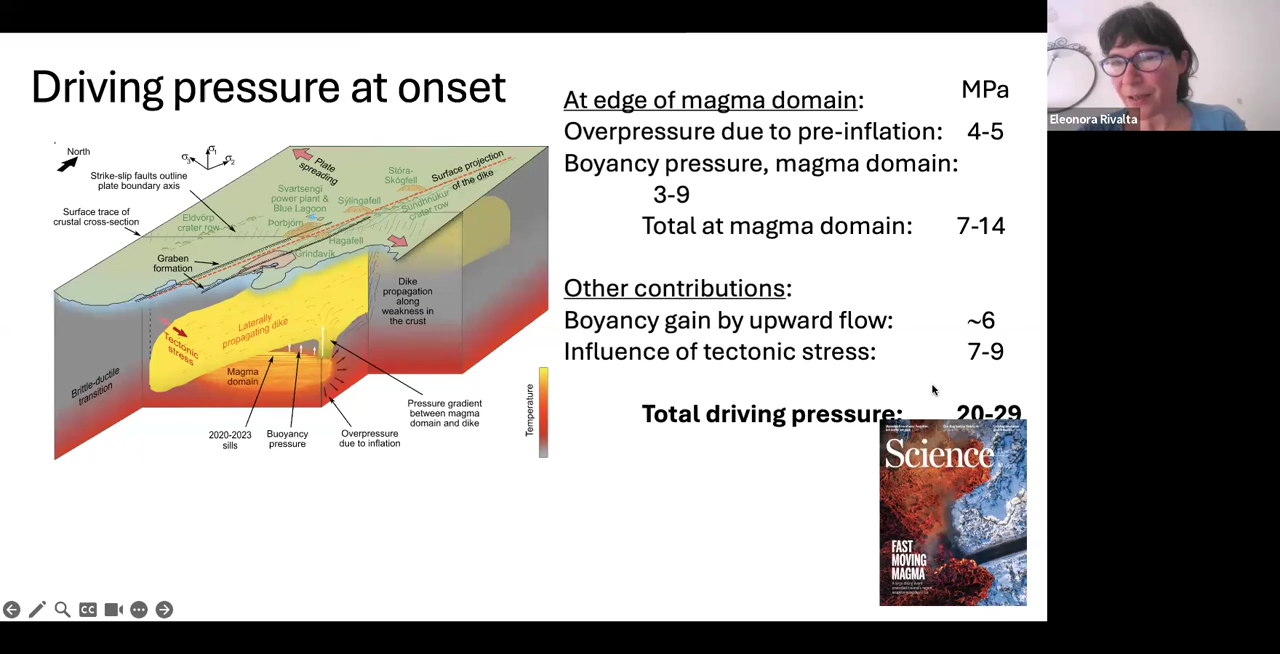 Driving pressure at onset
MPa
At edge of magma domain:
Overpressure due to pre-inflation: 4-5
Boyancy pressure, magma domain:
3-9
Total at magma domain: 7-14
Other contributions:
Boyancy gain by upward flow: ~6
Influence of tectonic stress: 7-9
Total driving pressure: 20-29
Eleonora Rivalta
North
σ1
σ3
σ2
Plate
spreading
Strike-slip faults outline
plate boundary axis
Surface trace of
crustal cross-section
Stóra-
Skógfell
Surface projection
of the dike
Svartsengi
power plant &
Blue Lagoon
Sýlingafell
Sundhnúkur
crater row
Eldvörp
crater row
Þorbjörn
Hagafell
Grindavík
Graben
formation
Dike
propagation
along
weakness in
the crust
Laterally
propagating dike
Tectonic
stress
Magma
domain
Brittle-ductile
transition
2020-2023
sills
Buoyancy
pressure
Overpressure
due to inflation
Pressure gradient
between magma
domain and dike
Temperature
Science
FAST
MOVING
MAGMA
CC